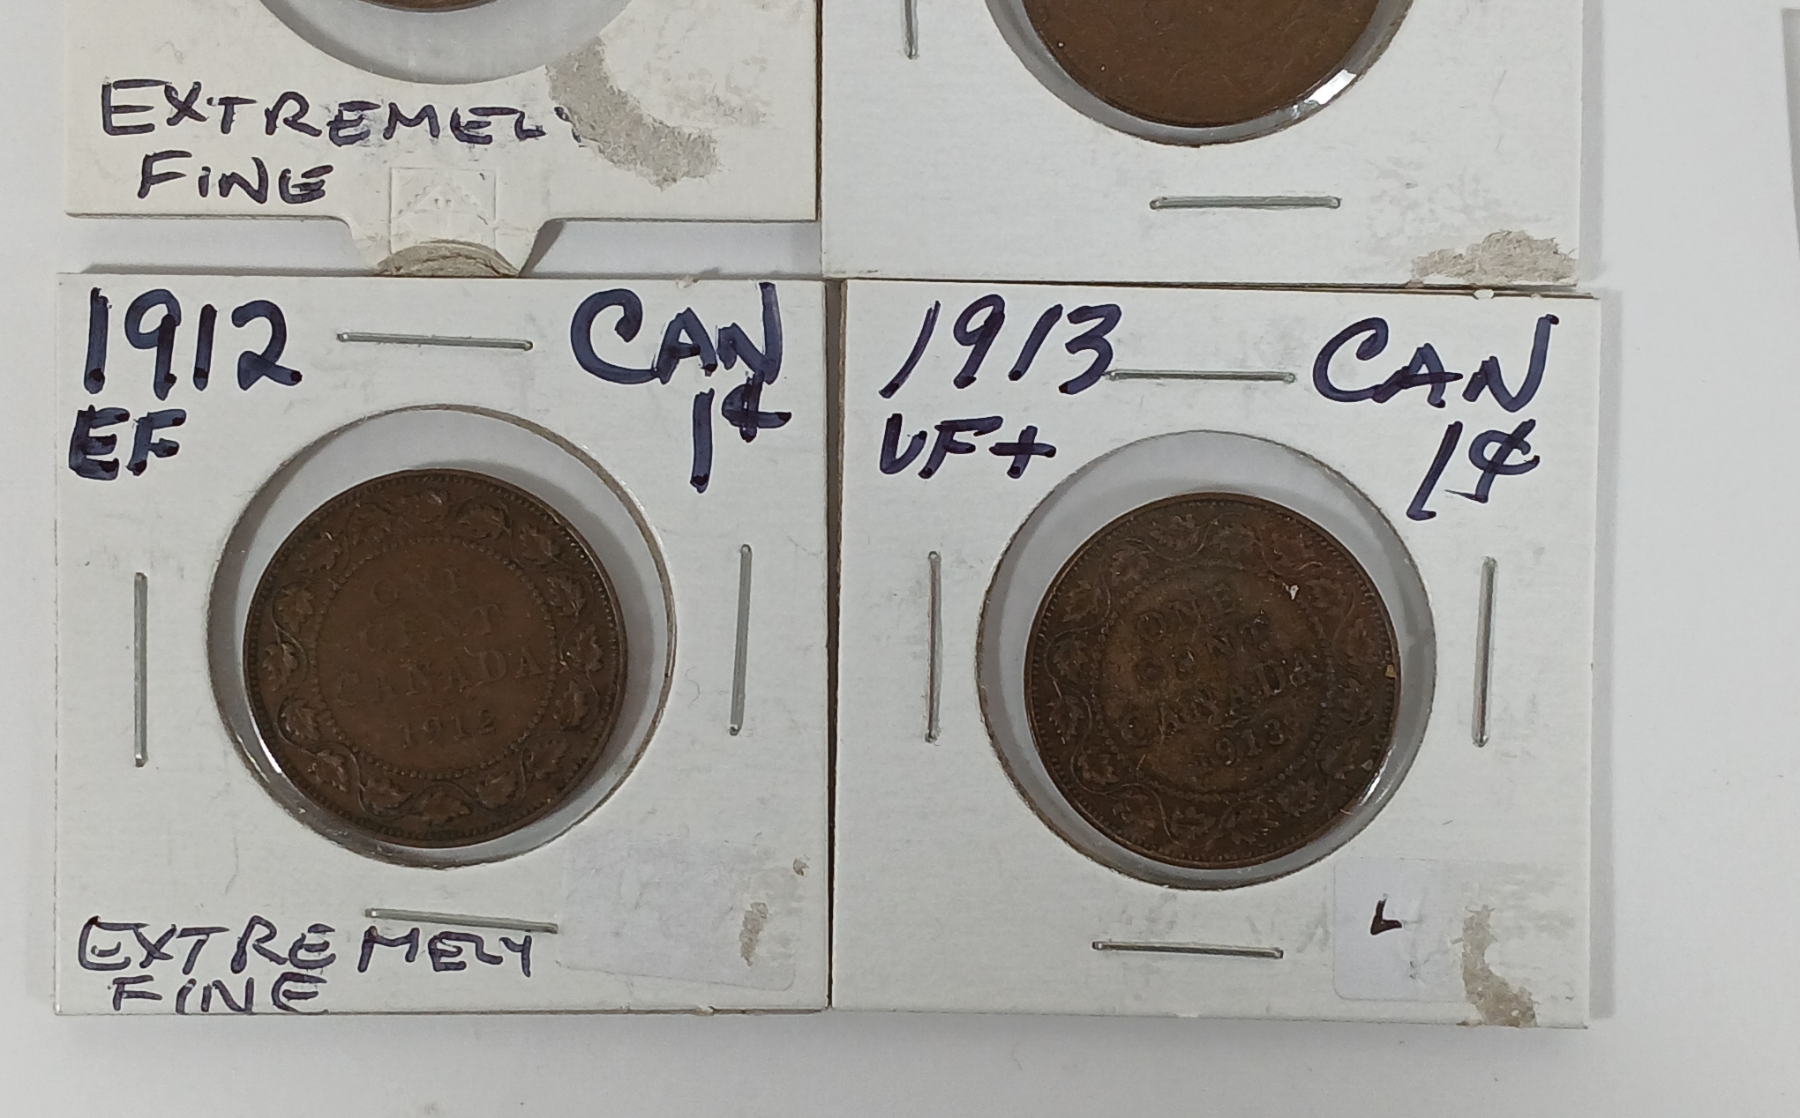 EXTREMELY
FINE
1912 CAN
EF 1¢
ONE
CENT
CANADA
1912
EXTREMELY
FINE
1913 CAN
VF+ 1¢
ONE
CENT
CANADA
1913
L